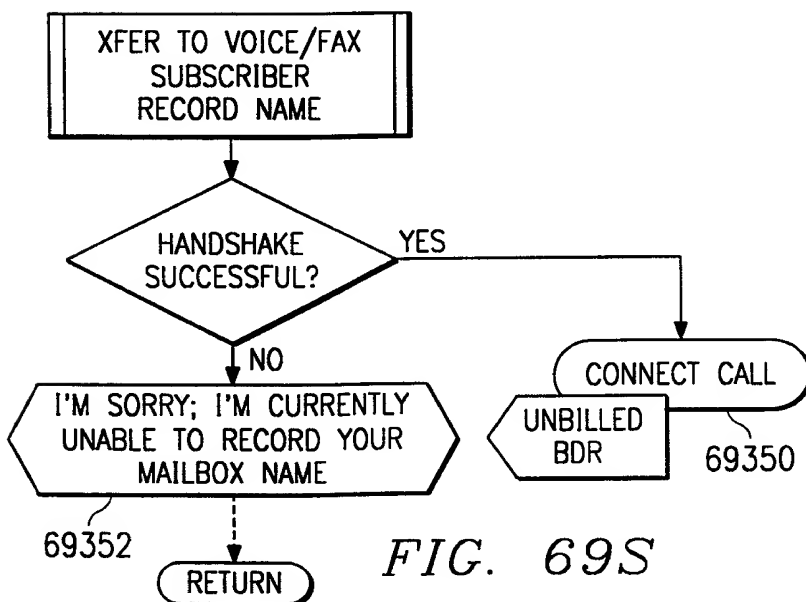 XFER TO VOICE/FAX
SUBSCRIBER
RECORD NAME
HANDSHAKE
SUCCESSFUL?
YES
NO
I'M SORRY; I'M CURRENTLY
UNABLE TO RECORD YOUR
MAILBOX NAME
69352
RETURN
CONNECT CALL
UNBILLED
BDR
69350
FIG. 69S